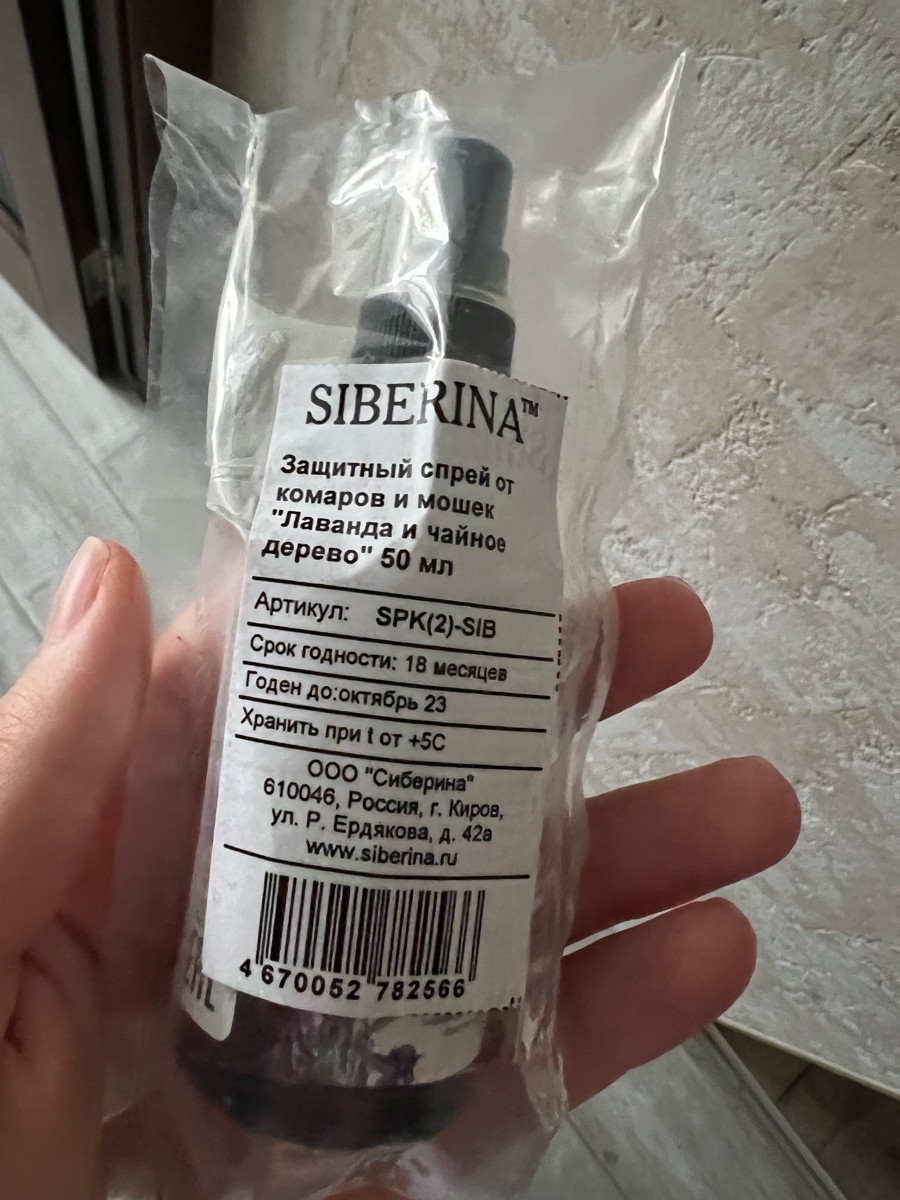 SIBERINA™
Защитный спрей от
комаров и мошек
"Лаванда и чайное
дерево" 50 мл
Артикул: SPK(2)-SIB
Срок годности: 18 месяцев
Годен до:октябрь 23
Хранить при t от +5С
ООО "Сиберина"
610046, Россия, г. Киров,
ул. Р. Ердякова, д. 42а
www.siberina.ru
4 670052 782566